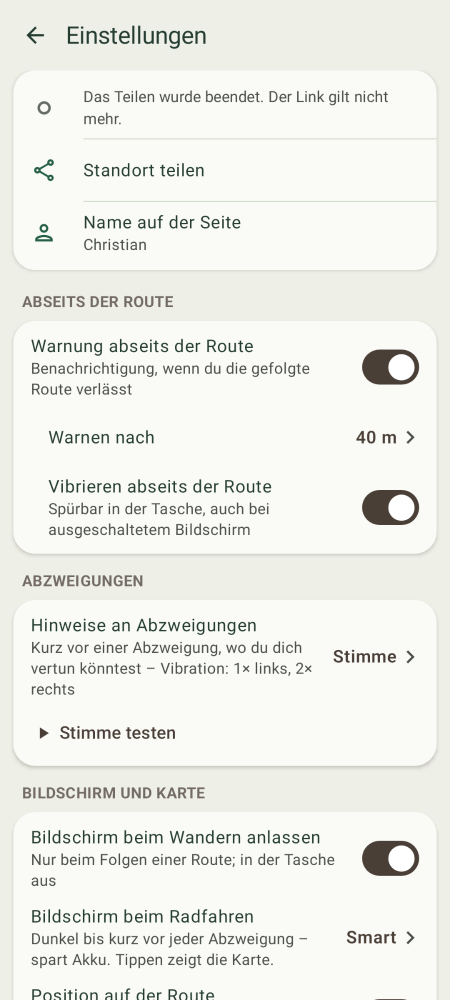 Einstellungen
Das Teilen wurde beendet. Der Link gilt nicht
mehr.
Standort teilen
Name auf der Seite
Christian
ABSEITS DER ROUTE
Warnung abseits der Route
Benachrichtigung, wenn du die gefolgte
Route verlässt
Warnen nach
40 m
Vibrieren abseits der Route
Spürbar in der Tasche, auch bei
ausgeschaltetem Bildschirm
ABZWEIGUNGEN
Hinweise an Abzweigungen
Kurz vor einer Abzweigung, wo du dich
vertun könntest – Vibration: 1× links, 2×
rechts
Stimme
Stimme testen
BILDSCHIRM UND KARTE
Bildschirm beim Wandern anlassen
Nur beim Folgen einer Route; in der Tasche
aus
Bildschirm beim Radfahren
Dunkel bis kurz vor jeder Abzweigung –
spart Akku. Tippen zeigt die Karte.
Smart
Position auf der Route